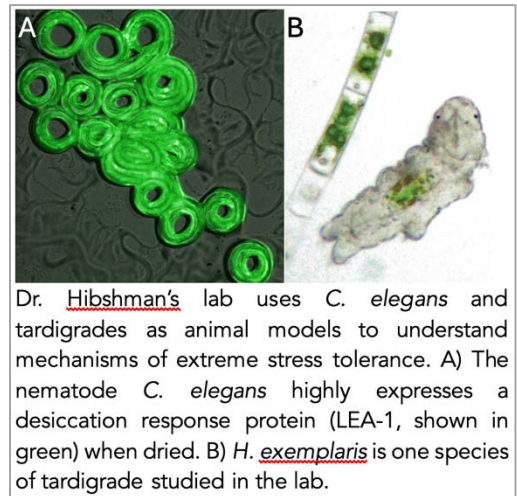 A
B
Dr. Hibshman's lab uses C. elegans and
tardigrades as animal models to understand
mechanisms of extreme stress tolerance. A) The
nematode C. elegans highly expresses a
desiccation response protein (LEA-1, shown in
green) when dried. B) H. exemplaris is one species
of tardigrade studied in the lab.